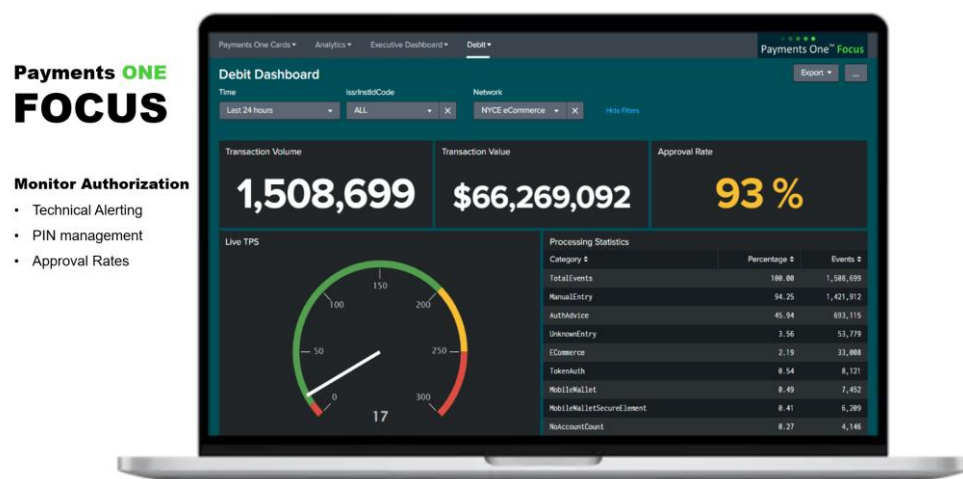 Payments ONE
FOCUS
Monitor Authorization
• Technical Alerting
• PIN management
• Approval Rates
Payments One Cards Analytics Executive Dashboard Debit
Payments One™ Focus
Debit Dashboard
Export ...
Time issrInstIdCode Network
Last 24 hours ALL X NYCE eCommerce X Hide Filters
Transaction Volume Transaction Value Approval Rate
1,508,699 $66,269,092 93 %
Live TPS
0 50 100 150 200 250 300
17
Processing Statistics
Category Percentage Events
TotalEvents 100.00 1,508,699
ManualEntry 94.25 1,421,912
AuthAdvice 45.94 693,115
UnknownEntry 3.56 53,779
ECommerce 2.19 33,008
TokenAuth 0.54 8,121
MobileWallet 0.49 7,452
MobileWalletSecureElement 0.41 6,209
NoAccountCount 0.27 4,146